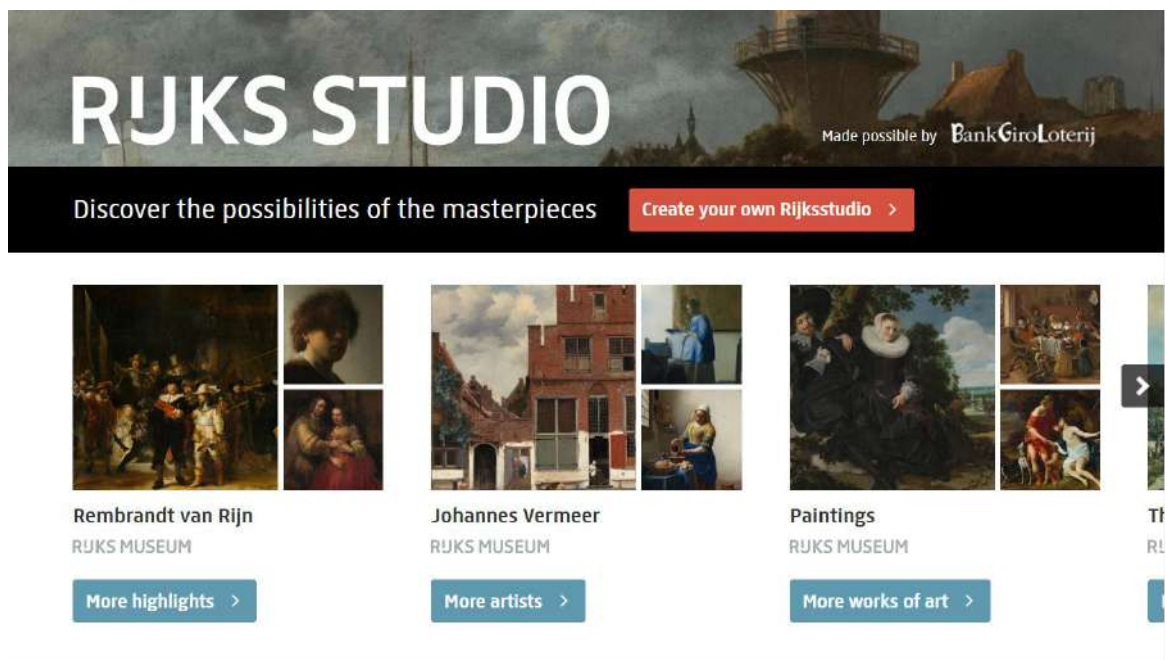 RIJKS STUDIO
Made possible by BankGiroLoterij
Discover the possibilities of the masterpieces
Create your own Rijksstudio >
Rembrandt van Rijn
RIJKS MUSEUM
More highlights >
Johannes Vermeer
RIJKS MUSEUM
More artists >
Paintings
RIJKS MUSEUM
More works of art >